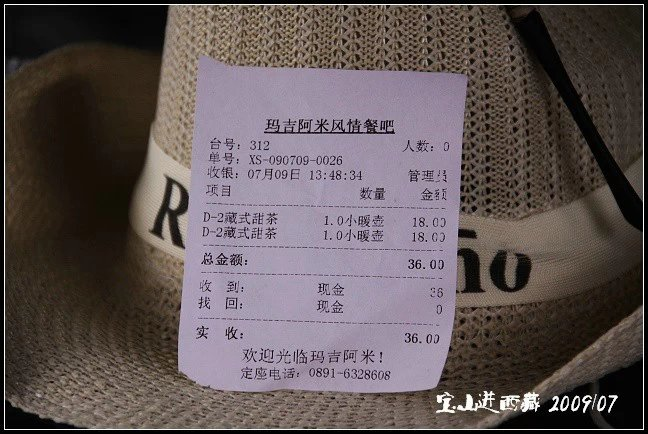 玛吉阿米风情餐吧
台号：312 人数：0
单号：XS-090709-0026
收银：07月09日 13:48:34 管理员
项目 数量 金额
D-2藏式甜茶 1.0小暖壶 18.00
D-2藏式甜茶 1.0小暖壶 18.00
总金额： 36.00
收 到： 现金 36
找 回： 现金 0
实 收： 36.00
欢迎光临玛吉阿米！
定座电话：0891-6328608
R ño
宝山进西藏 2009/07